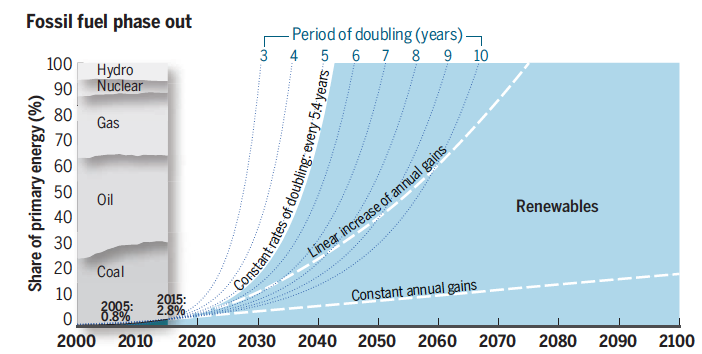 Fossil fuel phase out
Period of doubling (years)
3 4 5 6 7 8 9 10
Share of primary energy (%)
100
90
80
70
60
50
40
30
20
10
0
Hydro
Nuclear
Gas
Oil
Coal
2005:
0.8%
2015:
2.8%
Constant rates of doubling: every 5.4 years
Linear increase of annual gains
Constant annual gains
Renewables
2000 2010 2020 2030 2040 2050 2060 2070 2080 2090 2100